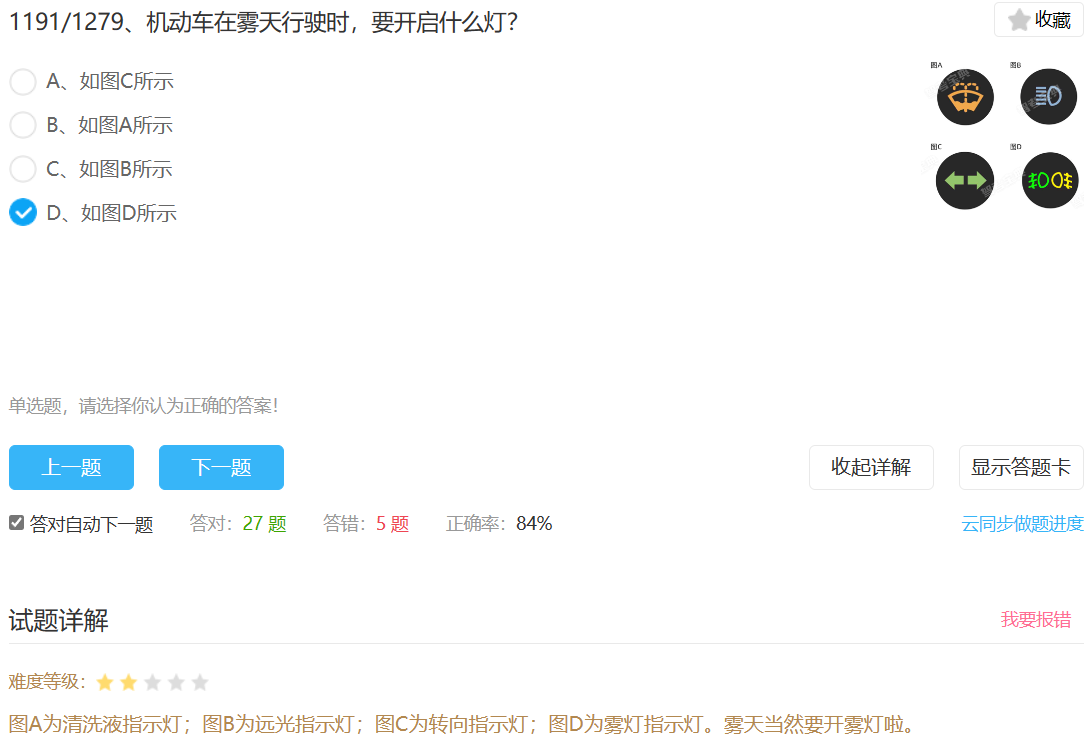 1191/1279、机动车在雾天行驶时，要开启什么灯？
收藏
A、如图C所示
B、如图A所示
C、如图B所示
D、如图D所示
图A
图B
图C
图D
单选题，请选择你认为正确的答案！
上一题
下一题
收起详解
显示答题卡
答对自动下一题 答对：27 题 答错：5 题 正确率：84%
云同步做题进度
试题详解
我要报错
难度等级：
图A为清洗液指示灯；图B为远光指示灯；图C为转向指示灯；图D为雾灯指示灯。雾天当然要开雾灯啦。